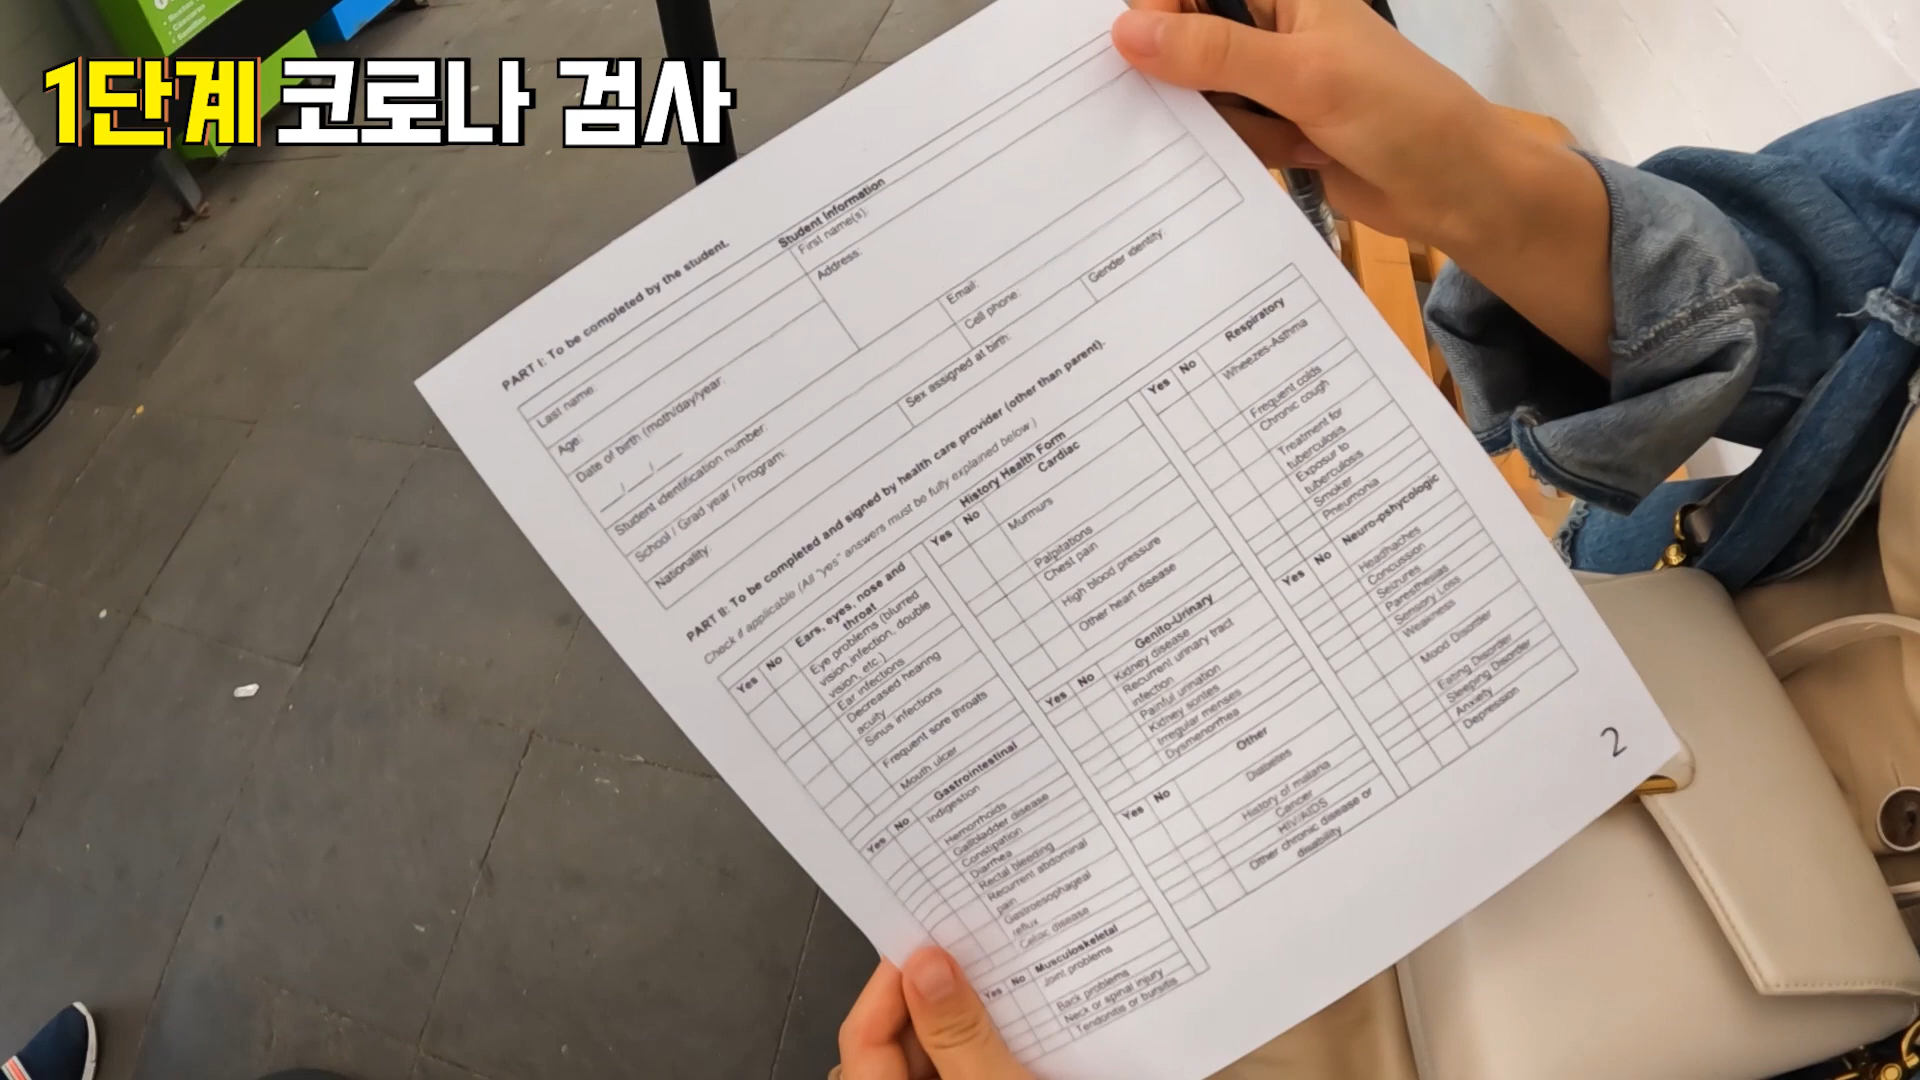 1단계 코로나 검사
PART I: To be completed by the student.
Student Information
Last name:
First name(s):
Age:
Address:
Date of birth (moth/day/year:
__/__/__
Student identification number:
Email:
School / Grad year / Program:
Cell phone:
Nationality:
Sex assigned at birth:
Gender identity:
PART II: To be completed and signed by health care provider (other than parent).
Check if applicable (All "yes" answers must be fully explained below.)
History Health Form
Yes No Ears, eyes, nose and
throat
Eye problems (blurred
vision, infection, double
vision, etc.)
Ear infections
Decreased hearing
acuity
Sinus infections
Frequent sore throats
Mouth ulcer
Yes No Gastrointestinal
Indigestion
Hemorrhoids
Gallbladder disease
Constipation
Diarrhea
Rectal bleeding
Recurrent abdominal
pain
Gastroesophageal
reflux
Celiac disease
Yes No Musculoskeletal
Joint problems
Back problems
Neck or spinal injury
Tendonitis or bursitis
Yes No Cardiac
Murmurs
Palpitations
Chest pain
High blood pressure
Other heart disease
Yes No Genito-Urinary
Kidney disease
Recurrent urinary tract
infection
Painful urination
Kidney sontes
Irregular menses
Dysmenorrhea
Yes No Other
Diabetes
History of malaria
Cancer
HIV/AIDS
Other chronic disease or
disability
Yes No Respiratory
Wheezes-Asthma
Frequent colds
Chronic cough
Treatment for
tuberculosis
Exposur to
tuberculosis
Smoker
Pneumonia
Yes No Neuro-pshycologic
Headhaches
Concussion
Seizures
Paresthesias
Sensory Loss
Weakness
Mood Disorder
Eating Disorder
Sleeping Disorder
Anxiety
Depression
2